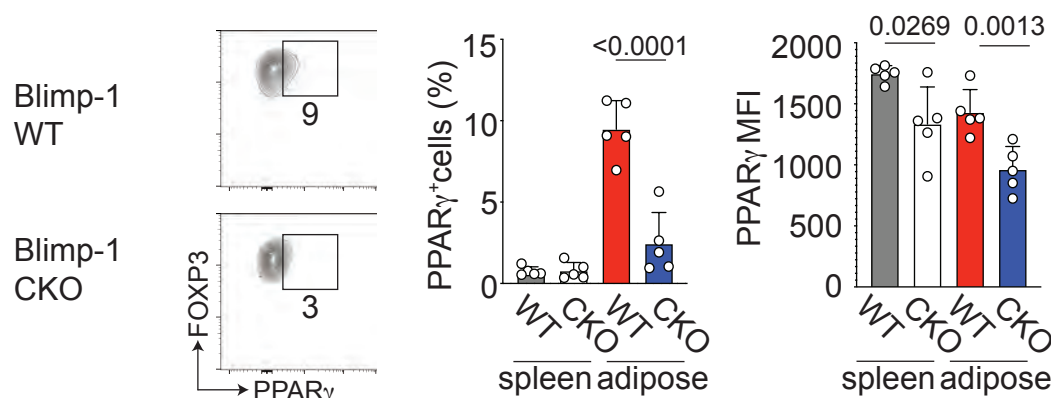 Blimp-1
WT
9
Blimp-1
CKO
3
FOXP3
PPARγ
PPARγ⁺cells (%)
15
10
5
0
<0.0001
WT
CKO
WT
CKO
spleen
adipose
PPARγ MFI
2000
1500
1000
500
0
0.0269
0.0013
WT
CKO
WT
CKO
spleen
adipose